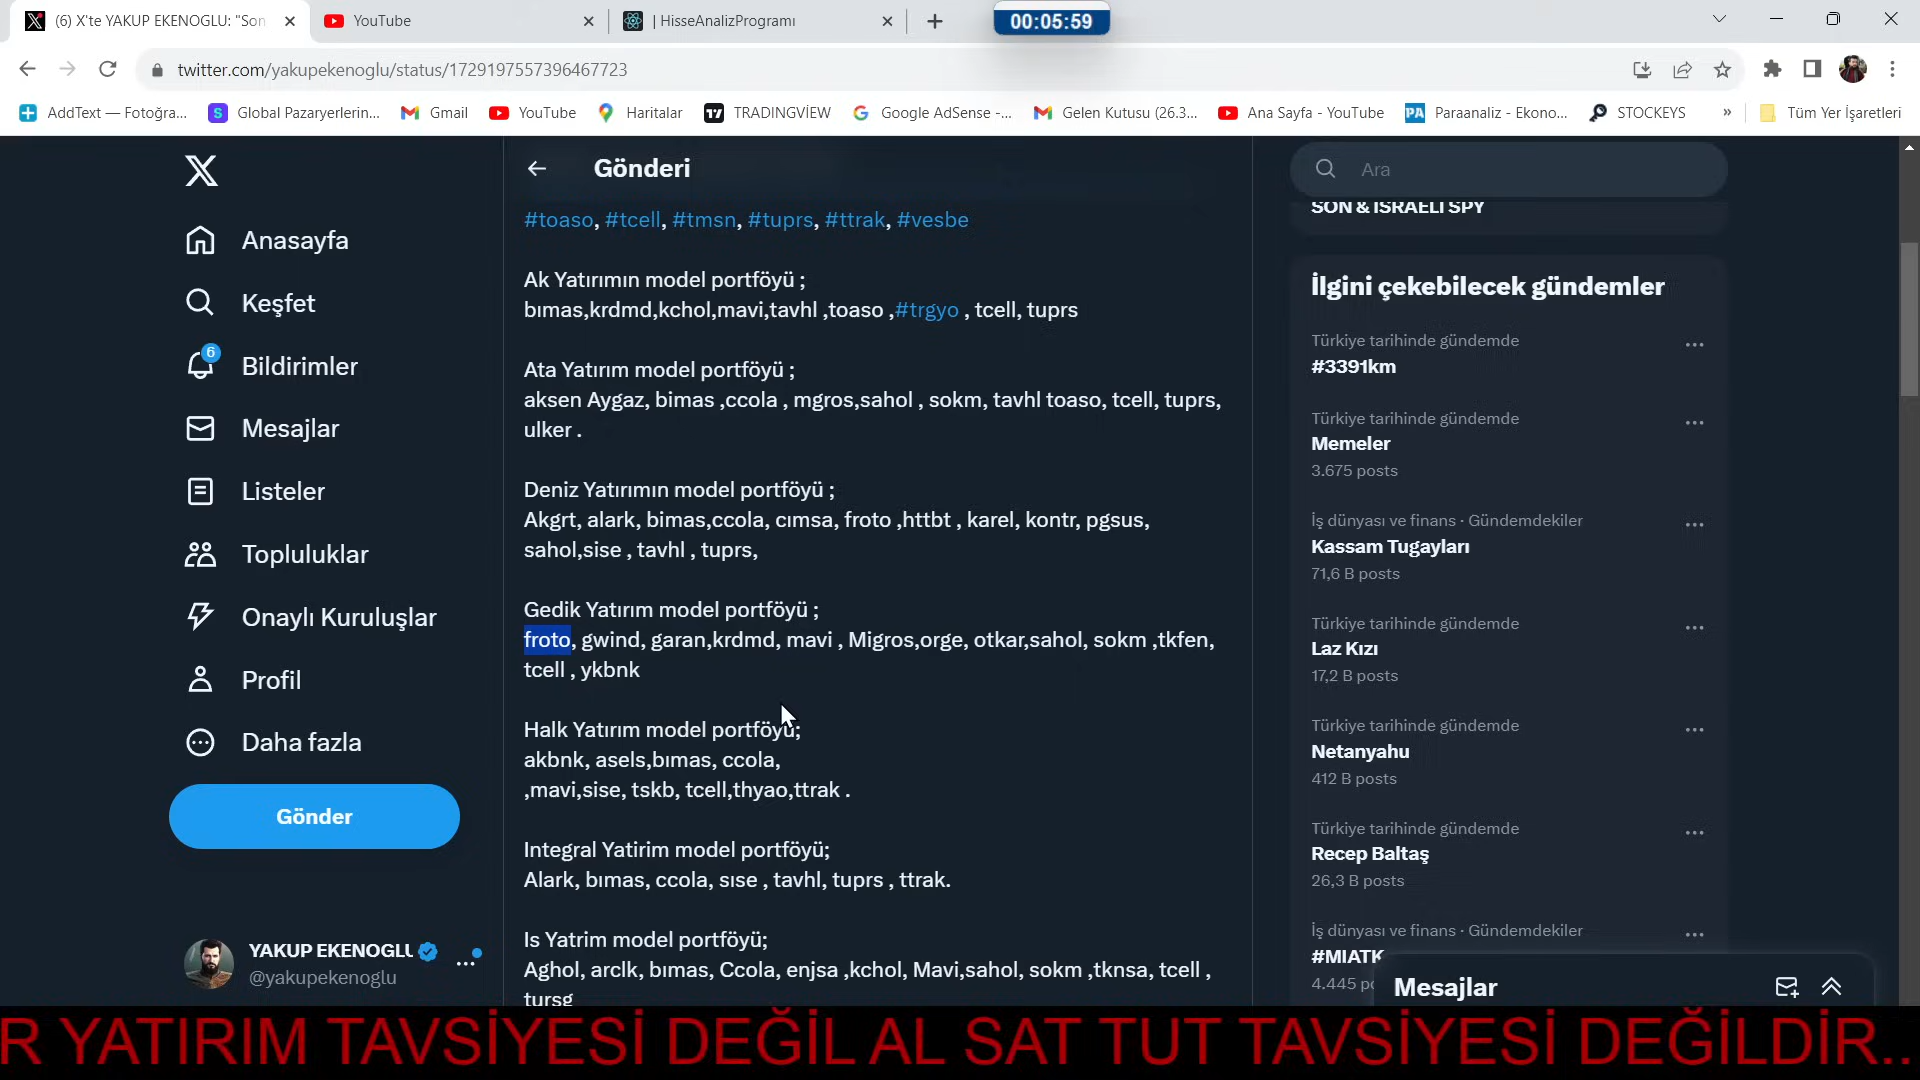 (6) X'te YAKUP EKENOGLU: "Son
YouTube
| HisseAnalizProgramı
00:05:59
twitter.com/yakupekenoglu/status/1729197557396467723
AddText — Fotoğra...
Global Pazaryerlerin...
Gmail
YouTube
Haritalar
TRADINGVİEW
Google AdSense -...
Gelen Kutusu (26.3...
Ana Sayfa - YouTube
Paraanaliz - Ekono...
STOCKEYS
»
Tüm Yer İşaretleri
Anasayfa
Keşfet
6
Bildirimler
Mesajlar
Listeler
Topluluklar
Onaylı Kuruluşlar
Profil
Daha fazla
Gönder
YAKUP EKENOGLU
@yakupekenoglu
Gönderi
#toaso, #tcell, #tmsn, #tuprs, #ttrak, #vesbe
Ak Yatırımın model portföyü ;
bımas,krdmd,kchol,mavi,tavhl ,toaso ,#trgyo , tcell, tuprs
Ata Yatırım model portföyü ;
aksen Aygaz, bimas ,ccola , mgros,sahol , sokm, tavhl toaso, tcell, tuprs,
ulker .
Deniz Yatırımın model portföyü ;
Akgrt, alark, bimas,ccola, cımsa, froto ,httbt , karel, kontr, pgsus,
sahol,sise , tavhl , tuprs,
Gedik Yatırım model portföyü ;
froto, gwind, garan,krdmd, mavi , Migros,orge, otkar,sahol, sokm ,tkfen,
tcell , ykbnk
Halk Yatırım model portföyü;
akbnk, asels,bımas, ccola,
,mavi,sise, tskb, tcell,thyao,ttrak .
Integral Yatirim model portföyü;
Alark, bımas, ccola, sıse , tavhl, tuprs , ttrak.
Is Yatrim model portföyü;
Aghol, arclk, bımas, Ccola, enjsa ,kchol, Mavi,sahol, sokm ,tknsa, tcell ,
tursg
Ara
SON & ISRAELI SPY
İlgini çekebilecek gündemler
Türkiye tarihinde gündemde
#3391km
Türkiye tarihinde gündemde
Memeler
3.675 posts
İş dünyası ve finans · Gündemdekiler
Kassam Tugayları
71,6 B posts
Türkiye tarihinde gündemde
Laz Kızı
17,2 B posts
Türkiye tarihinde gündemde
Netanyahu
412 B posts
Türkiye tarihinde gündemde
Recep Baltaş
26,3 B posts
İş dünyası ve finans · Gündemdekiler
#MIATK
4.445 po
Mesajlar
R YATIRIM TAVSİYESİ DEĞİL AL SAT TUT TAVSİYESİ DEĞİLDİR..